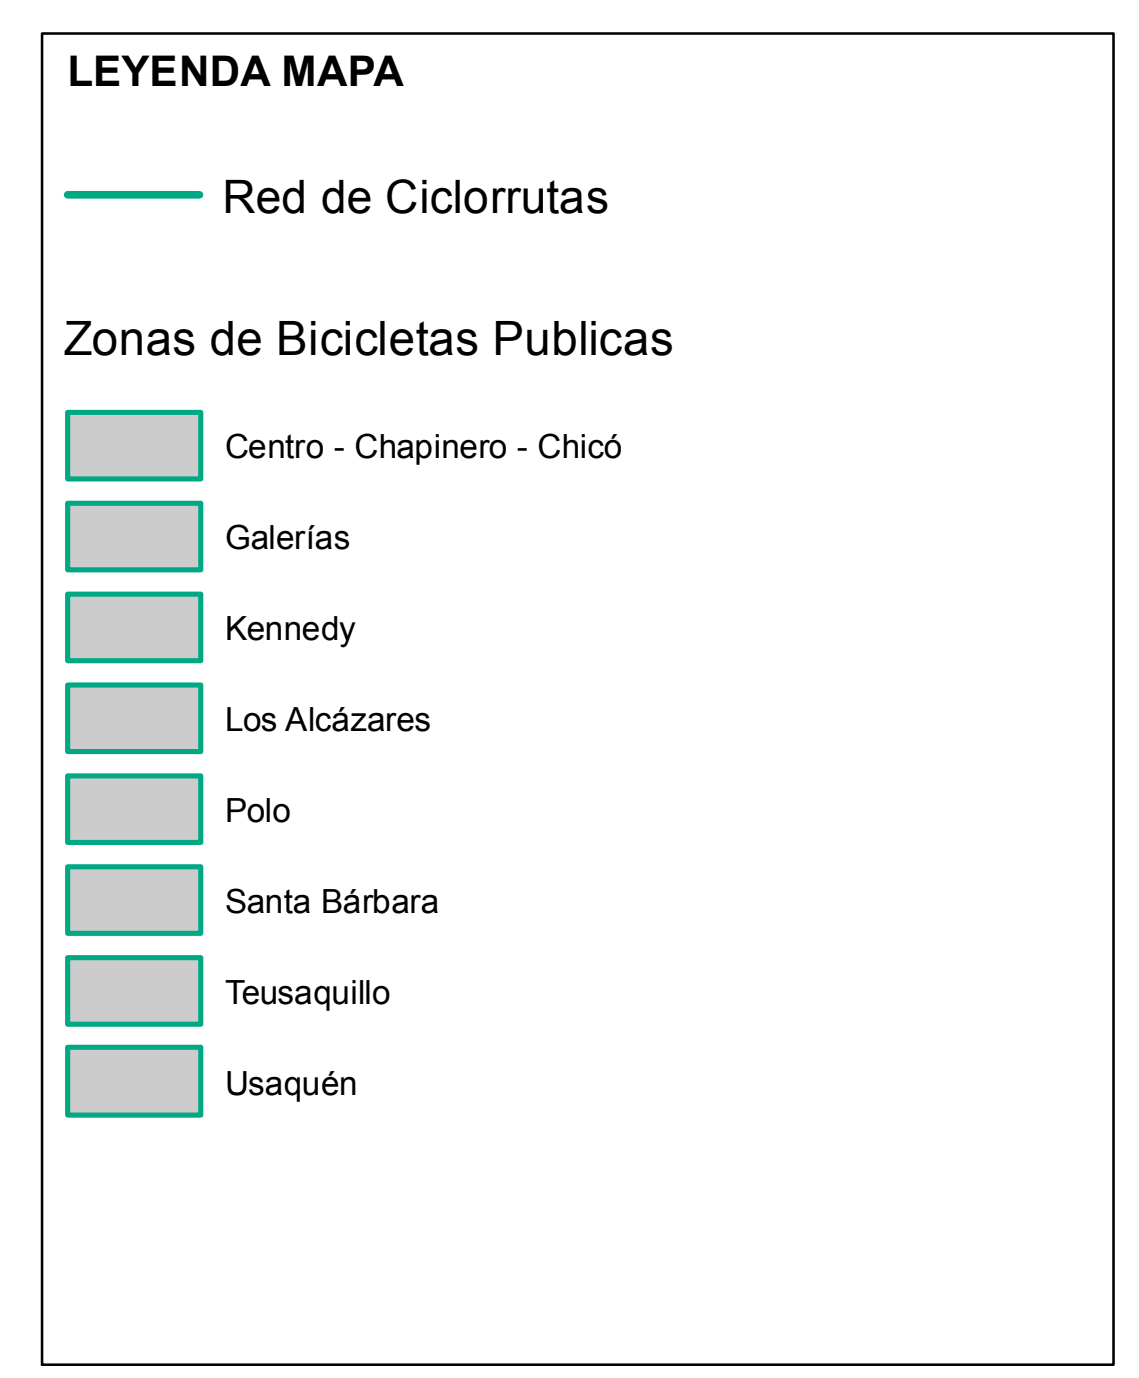 LEYENDA MAPA
Red de Ciclorrutas
Zonas de Bicicletas Publicas
Centro - Chapinero - Chicó
Galerías
Kennedy
Los Alcázares
Polo
Santa Bárbara
Teusaquillo
Usaquén